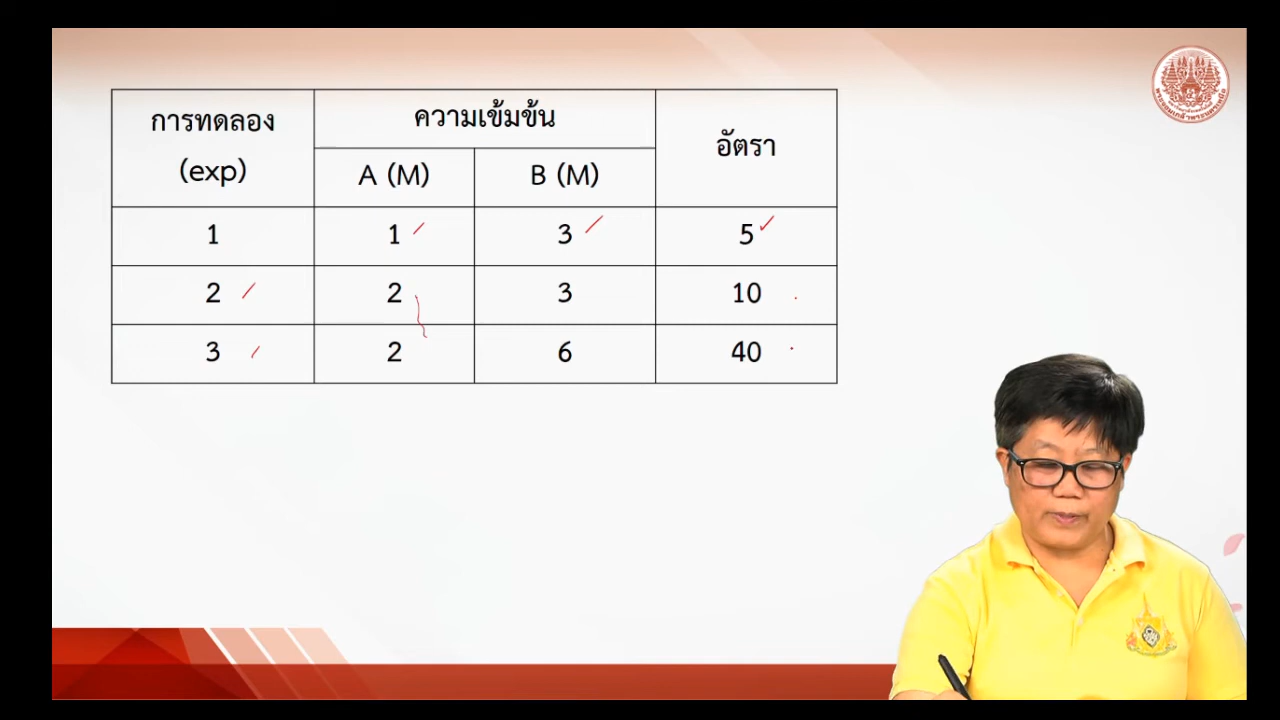 การทดลอง
(exp)
ความเข้มข้น
อัตรา
A (M)
B (M)
1 1 3 5
2 2 3 10
3 2 6 40